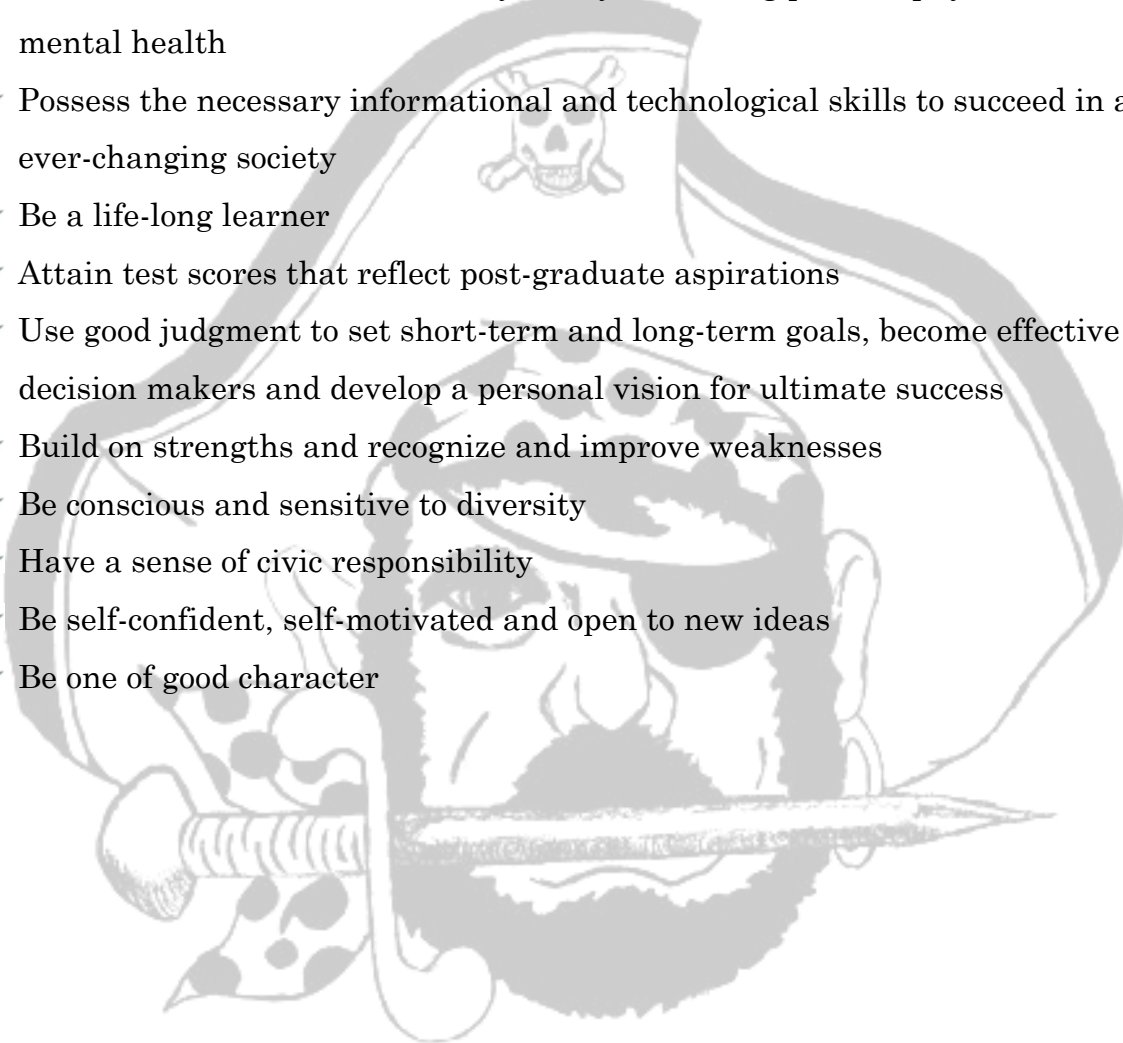 mental health
Possess the necessary informational and technological skills to succeed in a
ever-changing society
Be a life-long learner
Attain test scores that reflect post-graduate aspirations
Use good judgment to set short-term and long-term goals, become effective
decision makers and develop a personal vision for ultimate success
Build on strengths and recognize and improve weaknesses
Be conscious and sensitive to diversity
Have a sense of civic responsibility
Be self-confident, self-motivated and open to new ideas
Be one of good character